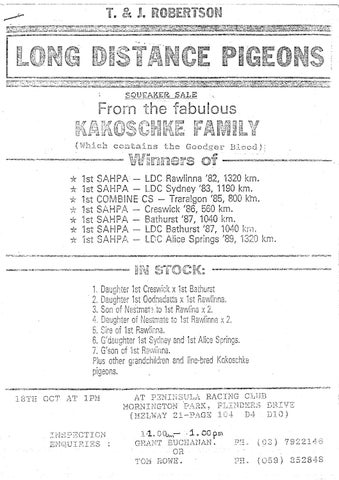 T. & J. ROBERTSON
LONG DISTANCE PIGEONS
SQUEAKER SALE
From the fabulous
KAKOSCHKE FAMILY
(Which contains the Goodger Blood)
Winners of
* 1st SAHPA — LDC Rawlinna '82, 1320 km.
* 1st SAHPA — LDC Sydney '83, 1190 km.
* 1st COMBINE CS — Traralgon '85, 800 km.
* 1st SAHPA — Creswick '86, 560 km.
* 1st SAHPA — Bathurst '87, 1040 km.
* 1st SAHPA — LDC Bathurst '87, 1040 km.
* 1st SAHPA — LDC Alice Springs '89, 1320 km.
IN STOCK:
1. Daughter 1st Creswick x 1st Bathurst
2. Daughter 1st Oodnadatta x 1st Rawlinna.
3. Son of Nestmate to 1st Rawlina x 2.
4. Daughter of Nestmate to 1st Rawlinna x 2.
5. Sire of 1st Rawlinna.
6. G'daughter 1st Sydney and 1st Alice Springs.
7. G'son of 1st Rawlinna.
Plus other grandchildren and line-bred Kakoschke
pigeons.
18TH OCT AT 1PM AT PENINSULA RACING CLUB
MORNINGTON PARK, FLINDERS DRIVE
(MELWAY 21-PAGE 104 D4 D10)
INSPECTION 11.00 — 1.00pm
ENQUIRIES : GRANT BUCHANAN. PH. (03) 7922146
OR
TOM ROWE. PH. (059) 852848